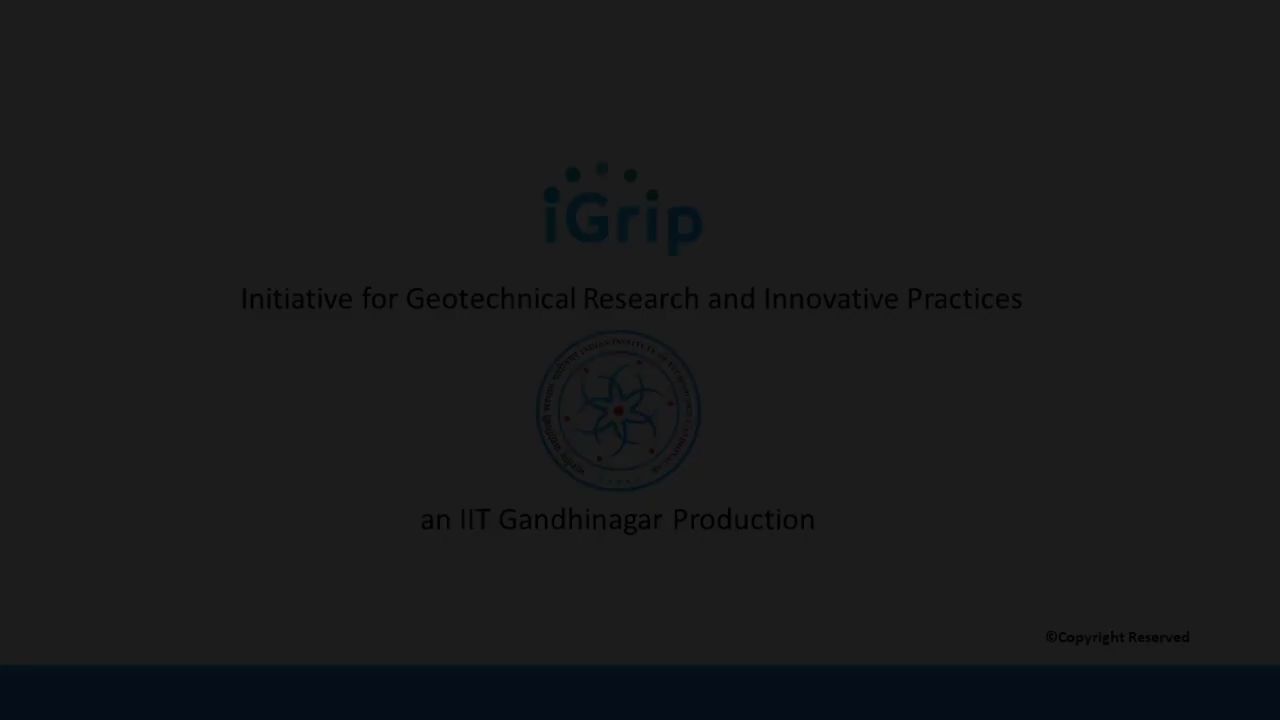 iGrip
Initiative for Geotechnical Research and Innovative Practices
an IIT Gandhinagar Production
©Copyright Reserved